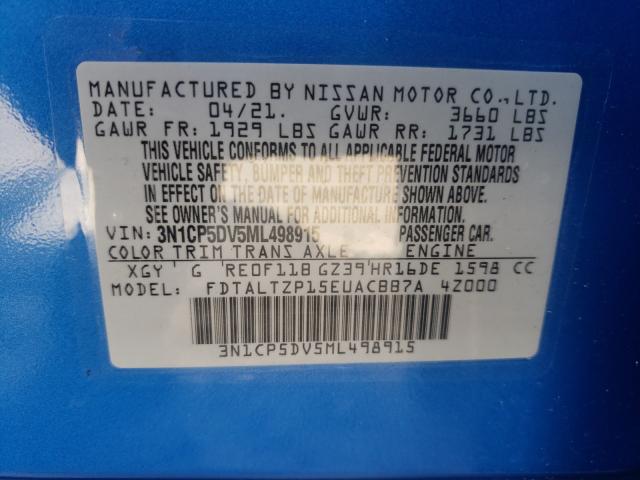 MANUFACTURED BY NISSAN MOTOR CO., LTD.
DATE: 04/21. GVWR: 3660 LBS
GAWR FR: 1929 LBS GAWR RR: 1731 LBS
THIS VEHICLE CONFORMS TO ALL APPLICABLE FEDERAL MOTOR
VEHICLE SAFETY, BUMPER AND THEFT PREVENTION STANDARDS
IN EFFECT ON THE DATE OF MANUFACTURE SHOWN ABOVE.
SEE OWNER'S MANUAL FOR ADDITIONAL INFORMATION.
VIN: 3N1CP5DV5ML498915 PASSENGER CAR.
COLOR TRIM TRANS AXLE ENGINE
XGY G RE0F11B GZ39 HR16DE 1598 CC
MODEL: FDTALTZP15EUACBB7A 4Z000
3N1CP5DV5ML498915